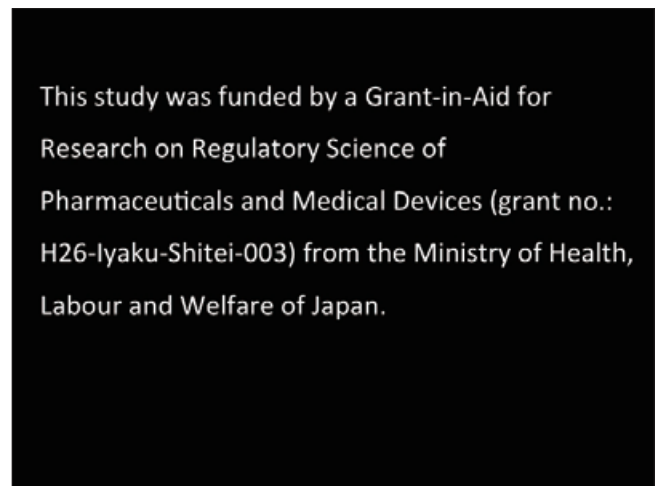 This study was funded by a Grant-in-Aid for
Research on Regulatory Science of
Pharmaceuticals and Medical Devices (grant no.:
H26-Iyaku-Shitei-003) from the Ministry of Health,
Labour and Welfare of Japan.